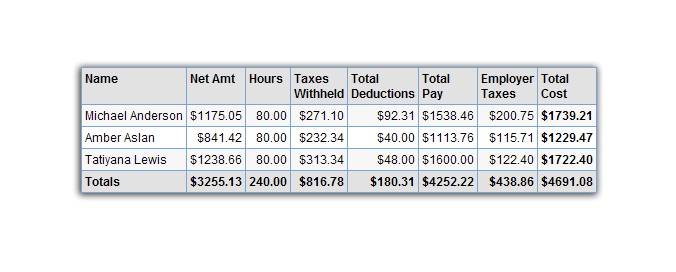 Name Net Amt Hours Taxes Withheld Total Deductions Total Pay Employer Taxes Total Cost
Michael Anderson $1175.05 80.00 $271.10 $92.31 $1538.46 $200.75 $1739.21
Amber Aslan $841.42 80.00 $232.34 $40.00 $1113.76 $115.71 $1229.47
Tatiyana Lewis $1238.66 80.00 $313.34 $48.00 $1600.00 $122.40 $1722.40
Totals $3255.13 240.00 $816.78 $180.31 $4252.22 $438.86 $4691.08